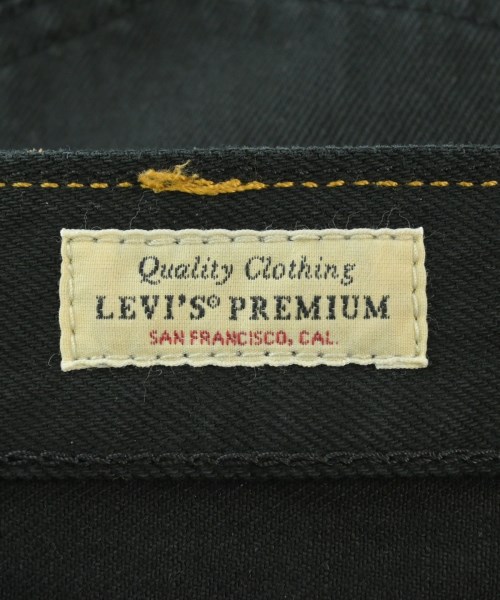 Quality Clothing
LEVI'S® PREMIUM
SAN FRANCISCO, CAL.